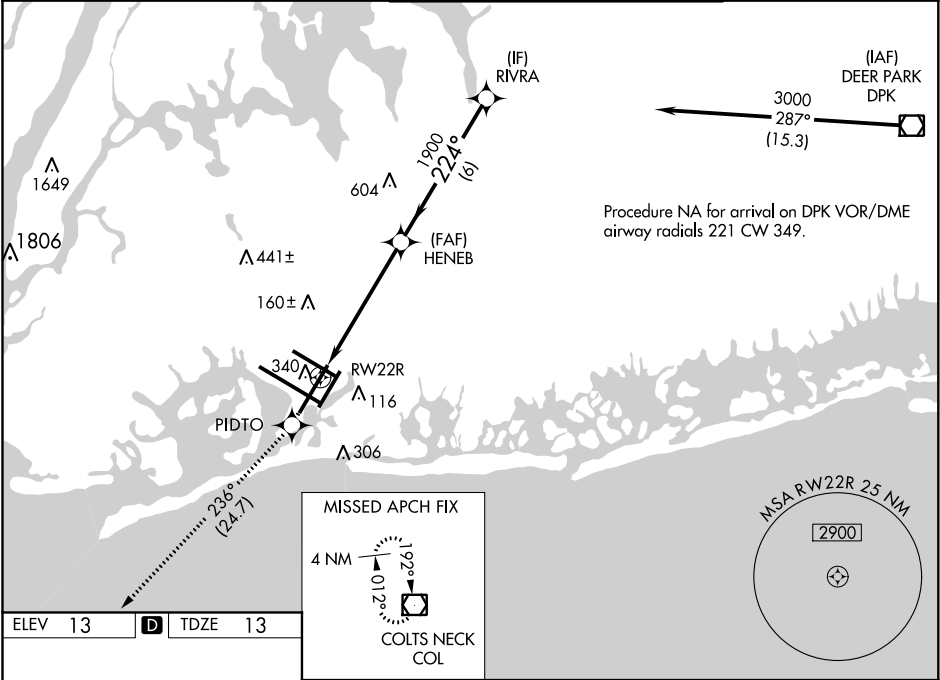 (IF)
RIVRA
(IAF)
DEER PARK
DPK
3000
287°
(15.3)
1900
224°
(6)
1649
604
Procedure NA for arrival on DPK VOR/DME
airway radials 221 CW 349.
1806
(FAF)
HENEB
441±
160±
340
RW22R
116
PIDTO
306
236°
(24.7)
MISSED APCH FIX
4 NM
192°
012°
COLTS NECK
COL
MSA RW22R 25 NM
2900
ELEV 13 D TDZE 13